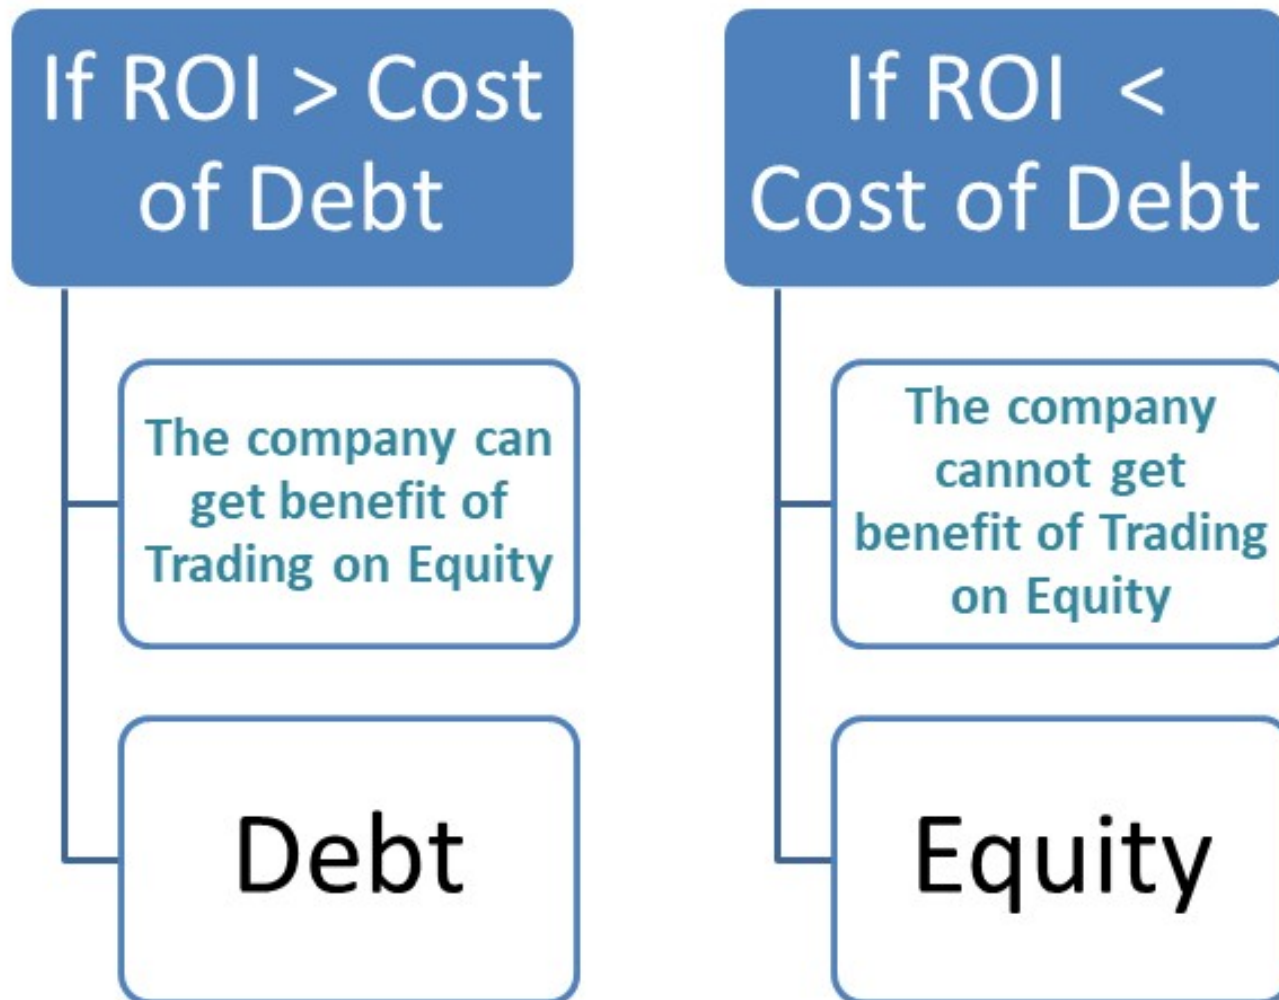 If ROI > Cost
of Debt
The company can
get benefit of
Trading on Equity
Debt
If ROI <
Cost of Debt
The company
cannot get
benefit of Trading
on Equity
Equity